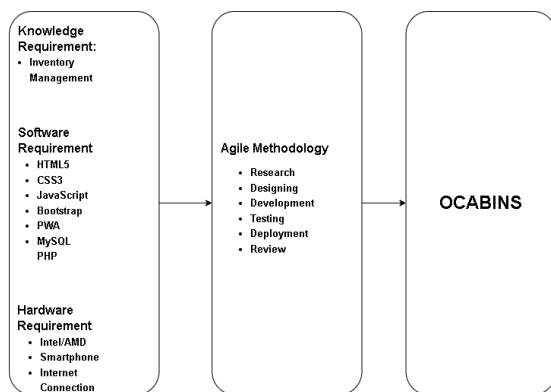 Knowledge
Requirement:
• Inventory
Management
Software
Requirement
• HTML5
• CSS3
• JavaScript
• Bootstrap
• PWA
• MySQL
PHP
Hardware
Requirement
• Intel/AMD
• Smartphone
• Internet
Connection
Agile Methodology
• Research
• Designing
• Development
• Testing
• Deployment
• Review
OCABINS